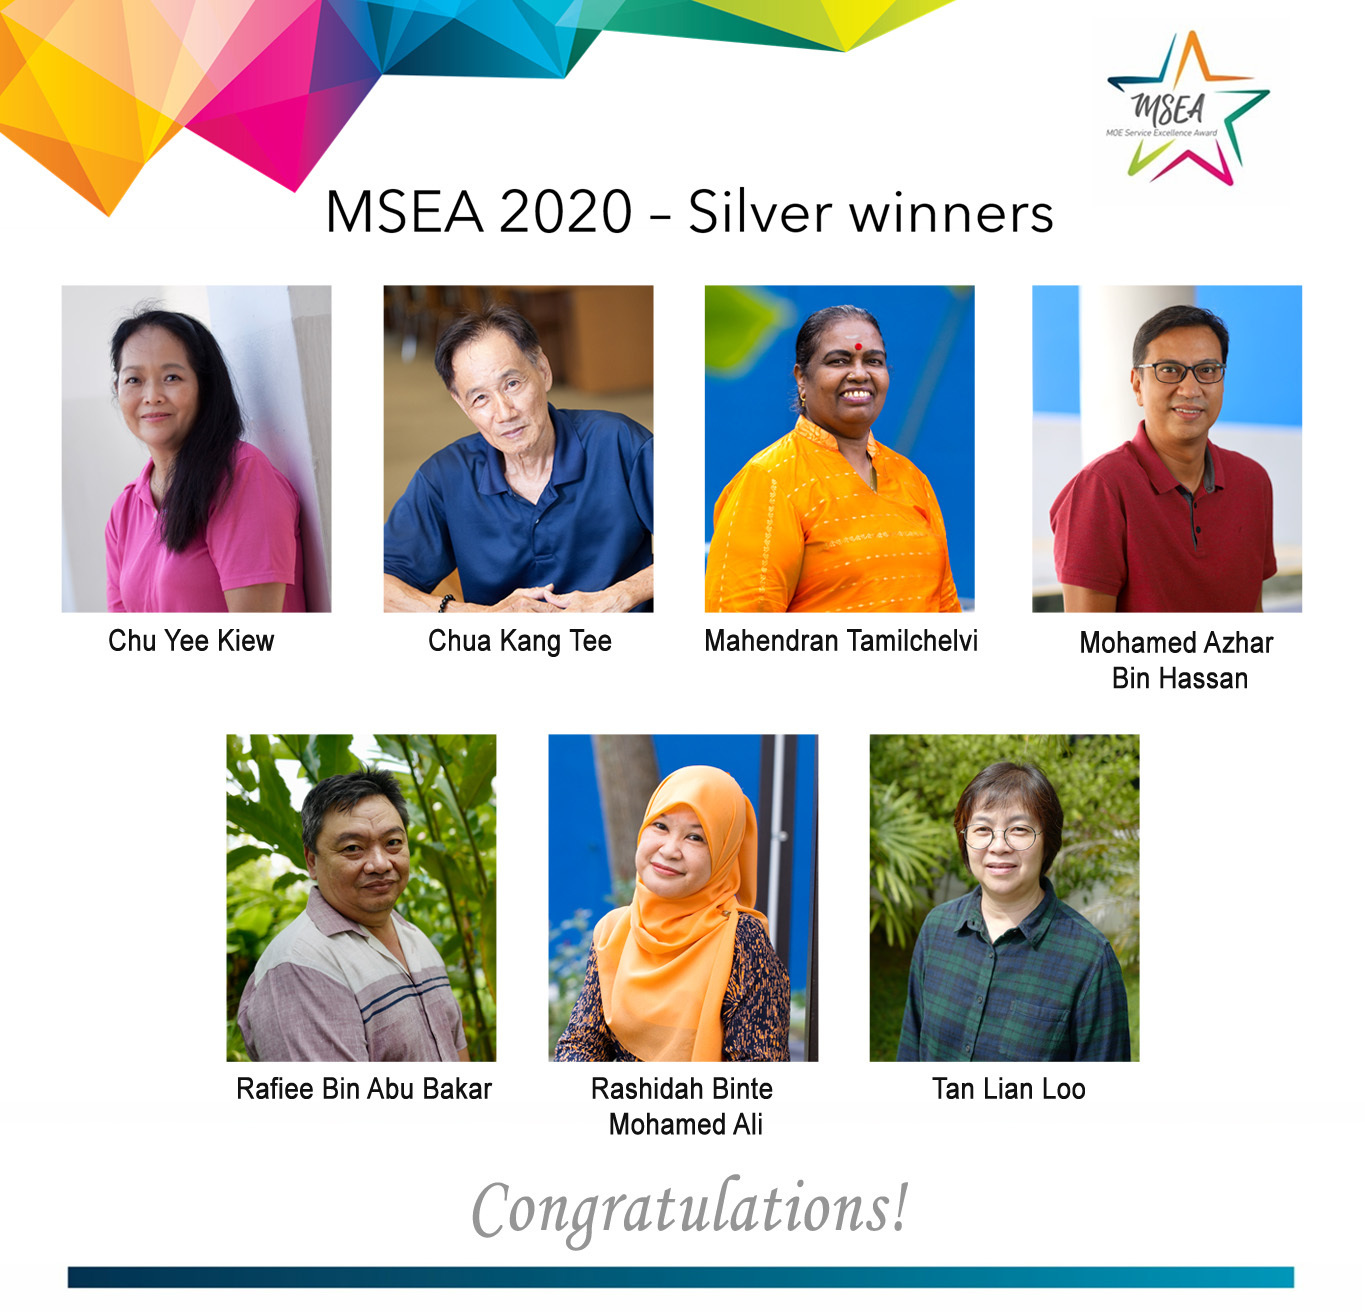 MSEA
MOE Service Excellence Award
MSEA 2020 – Silver winners
Chu Yee Kiew
Chua Kang Tee
Mahendran Tamilchelvi
Mohamed Azhar
Bin Hassan
Rafiee Bin Abu Bakar
Rashidah Binte
Mohamed Ali
Tan Lian Loo
Congratulations!